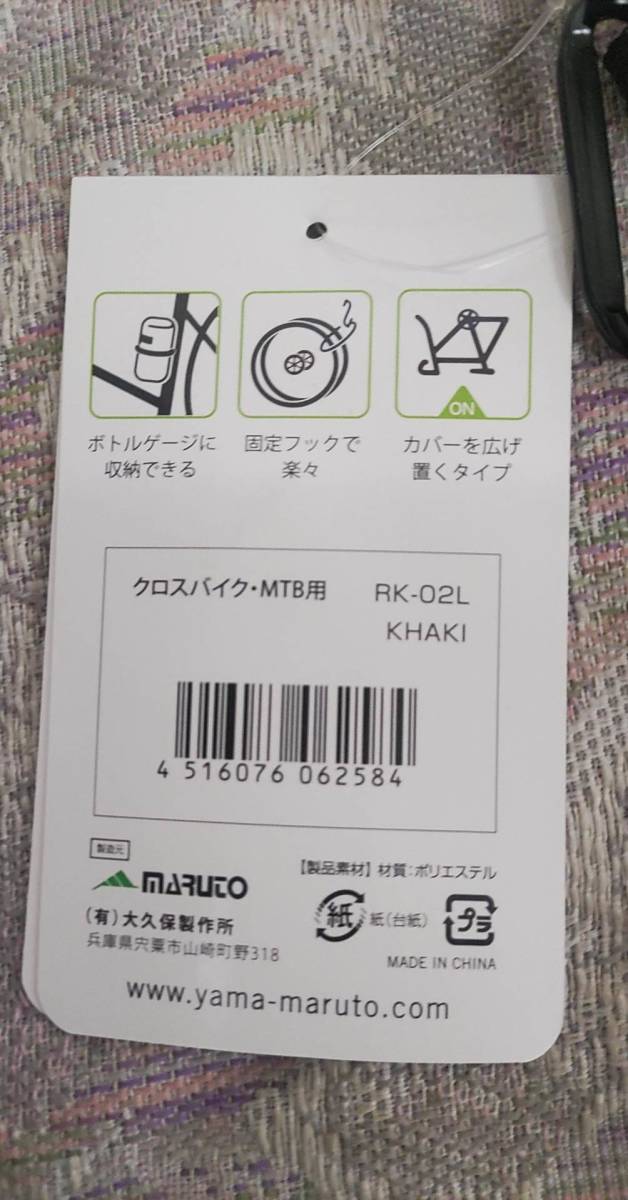 ON
ボトルゲージに
収納できる
固定フックで
楽々
カバーを広げ
置くタイプ
クロスバイク・MTB用 RK-02L
KHAKI
4 516076 062584
製造元
MARUTO
(有)大久保製作所
兵庫県宍粟市山崎町野318
【製品素材】材質:ポリエステル
紙 紙(台紙) プラ
MADE IN CHINA
www.yama-maruto.com